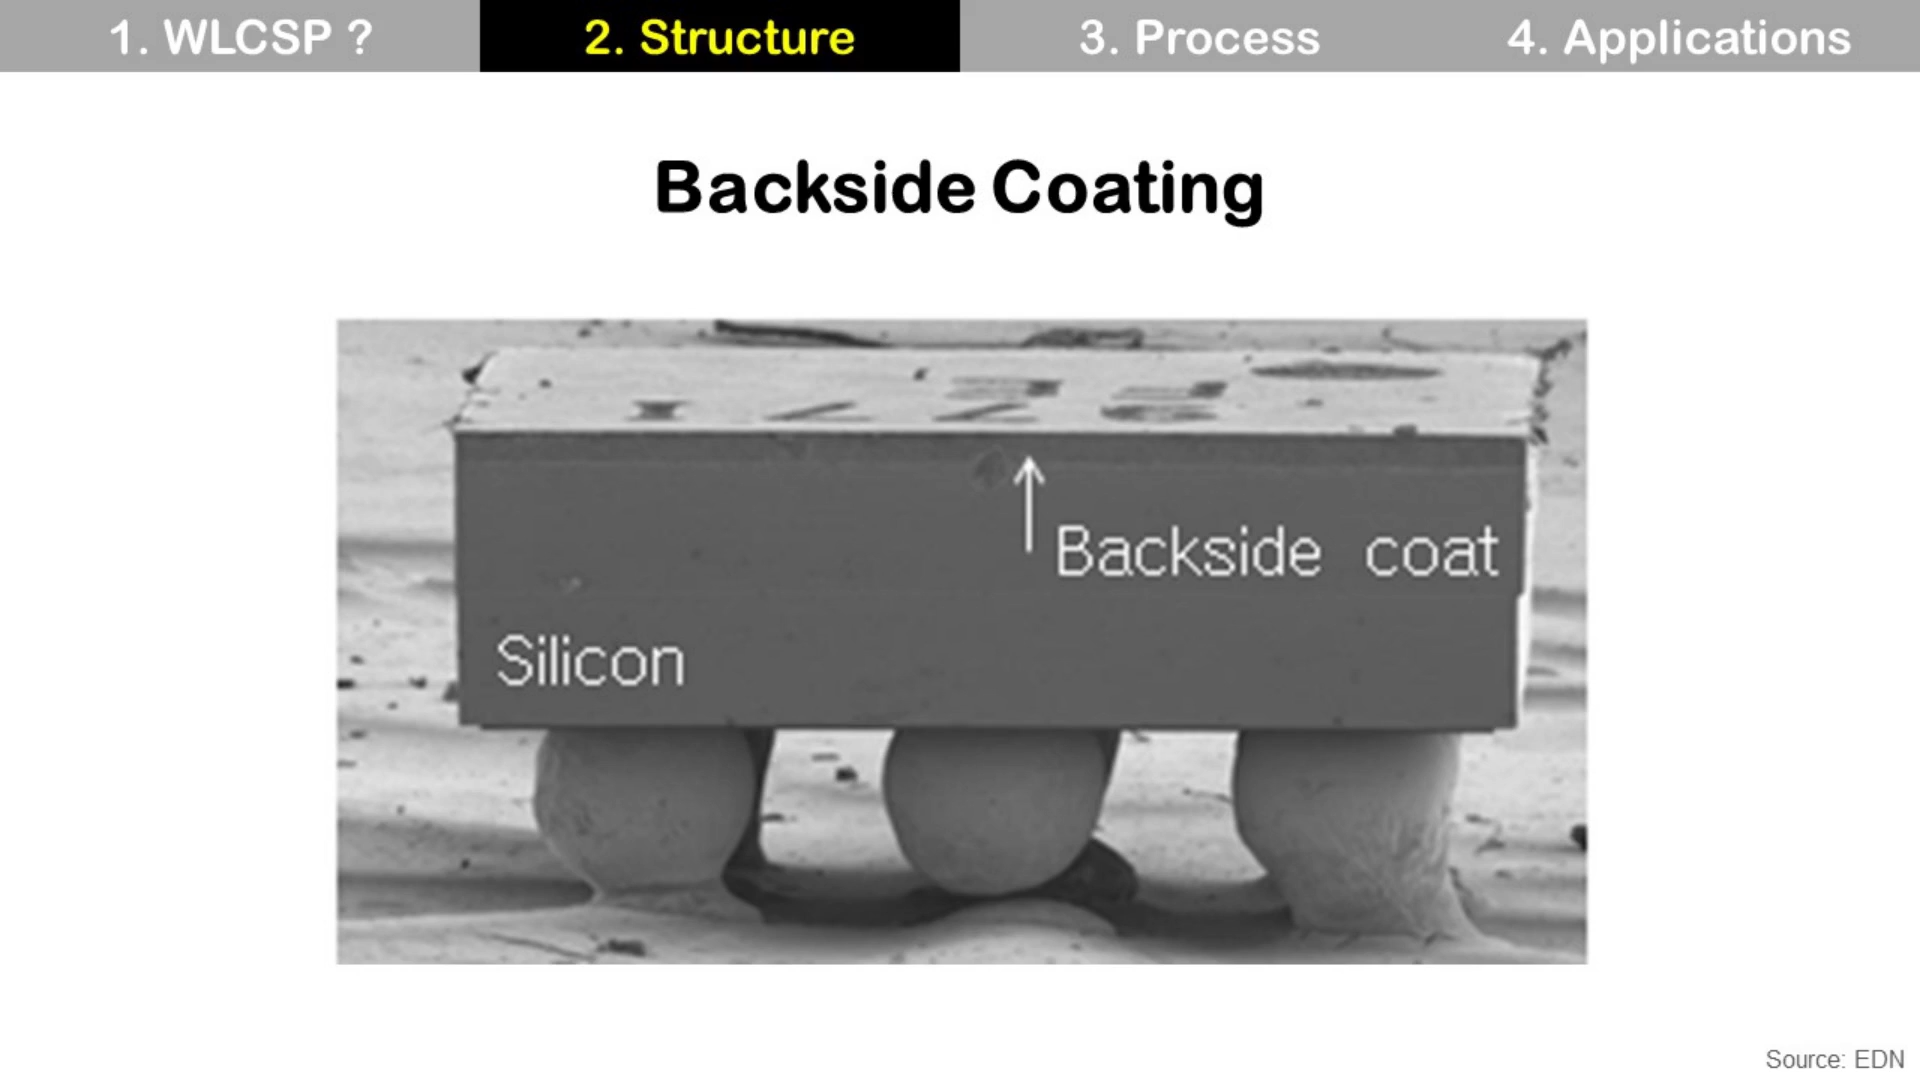 1. WLCSP ?
2. Structure
3. Process
4. Applications
Backside Coating
Backside coat
Silicon
Source: EDN